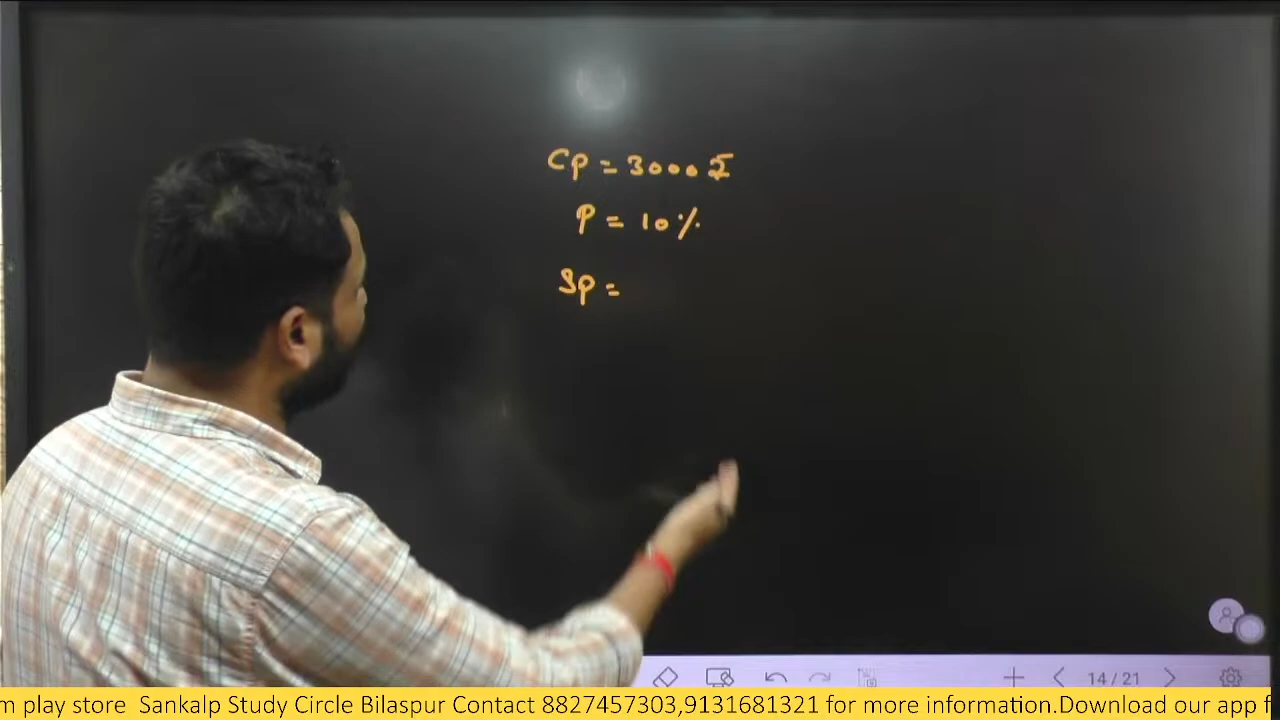 CP = 3000 ₹
P = 10%
SP =
14/21
m play store Sankalp Study Circle Bilaspur Contact 8827457303,9131681321 for more information.Download our app f